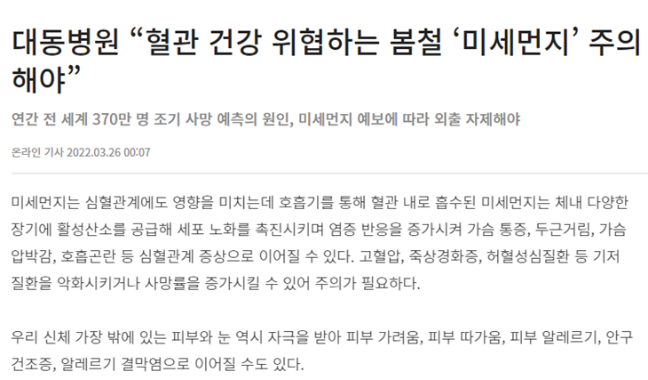 대동병원 “혈관 건강 위협하는 봄철 ‘미세먼지’ 주의
해야”
연간 전 세계 370만 명 조기 사망 예측의 원인, 미세먼지 예보에 따라 외출 자제해야
온라인 기사 2022.03.26 00:07
미세먼지는 심혈관계에도 영향을 미치는데 호흡기를 통해 혈관 내로 흡수된 미세먼지는 체내 다양한
장기에 활성산소를 공급해 세포 노화를 촉진시키며 염증 반응을 증가시켜 가슴 통증, 두근거림, 가슴
압박감, 호흡곤란 등 심혈관계 증상으로 이어질 수 있다. 고혈압, 죽상경화증, 허혈성심질환 등 기저
질환을 악화시키거나 사망률을 증가시킬 수 있어 주의가 필요하다.
우리 신체 가장 밖에 있는 피부와 눈 역시 자극을 받아 피부 가려움, 피부 따가움, 피부 알레르기, 안구
건조증, 알레르기 결막염으로 이어질 수도 있다.